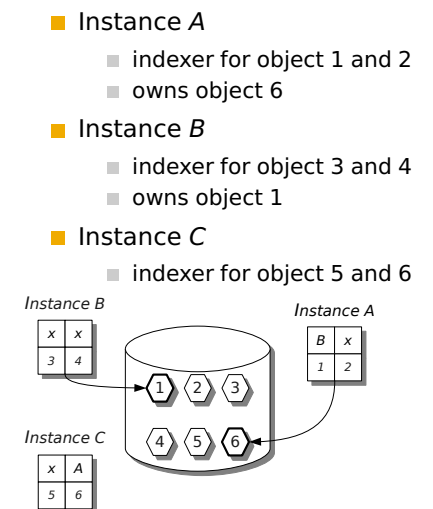 Instance A
indexer for object 1 and 2
owns object 6
Instance B
indexer for object 3 and 4
owns object 1
Instance C
indexer for object 5 and 6
Instance B
x x
3 4
Instance A
B x
1 2
1 2 3
4 5 6
Instance C
x A
5 6